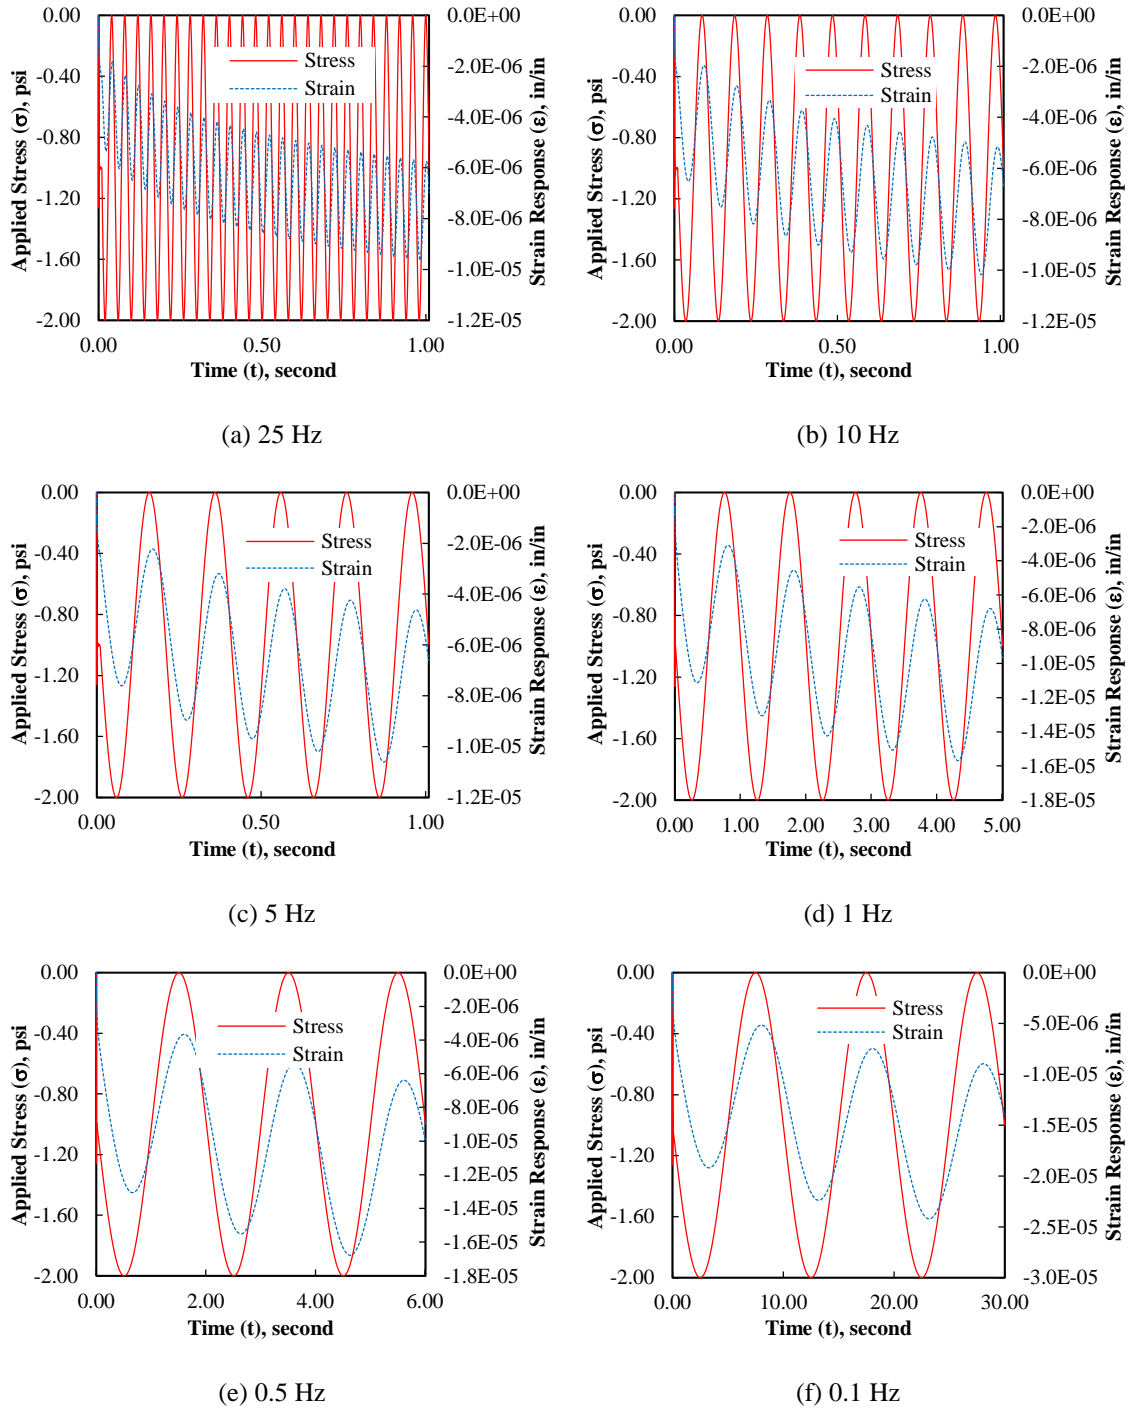 0.00
-0.40
-0.80
-1.20
-1.60
-2.00
Applied Stress (σ), psi
0.0E+00
-2.0E-06
-4.0E-06
-6.0E-06
-8.0E-06
-1.0E-05
-1.2E-05
Strain Response (ε), in/in
Stress
Strain
0.00 0.50 1.00
Time (t), second
(a) 25 Hz
0.00
-0.40
-0.80
-1.20
-1.60
-2.00
Applied Stress (σ), psi
0.0E+00
-2.0E-06
-4.0E-06
-6.0E-06
-8.0E-06
-1.0E-05
-1.2E-05
Strain Response (ε), in/in
Stress
Strain
0.00 0.50 1.00
Time (t), second
(b) 10 Hz
0.00
-0.40
-0.80
-1.20
-1.60
-2.00
Applied Stress (σ), psi
0.0E+00
-2.0E-06
-4.0E-06
-6.0E-06
-8.0E-06
-1.0E-05
-1.2E-05
Strain Response (ε), in/in
Stress
Strain
0.00 0.50 1.00
Time (t), second
(c) 5 Hz
0.00
-0.40
-0.80
-1.20
-1.60
-2.00
Applied Stress (σ), psi
0.0E+00
-2.0E-06
-4.0E-06
-6.0E-06
-8.0E-06
-1.0E-05
-1.2E-05
-1.4E-05
-1.6E-05
-1.8E-05
Strain Response (ε), in/in
Stress
Strain
0.00 1.00 2.00 3.00 4.00 5.00
Time (t), second
(d) 1 Hz
0.00
-0.40
-0.80
-1.20
-1.60
-2.00
Applied Stress (σ), psi
0.0E+00
-2.0E-06
-4.0E-06
-6.0E-06
-8.0E-06
-1.0E-05
-1.2E-05
-1.4E-05
-1.6E-05
-1.8E-05
Strain Response (ε), in/in
Stress
Strain
0.00 2.00 4.00 6.00
Time (t), second
(e) 0.5 Hz
0.00
-0.40
-0.80
-1.20
-1.60
-2.00
Applied Stress (σ), psi
0.0E+00
-5.0E-06
-1.0E-05
-1.5E-05
-2.0E-05
-2.5E-05
-3.0E-05
Strain Response (ε), in/in
Stress
Strain
0.00 10.00 20.00 30.00
Time (t), second
(f) 0.1 Hz